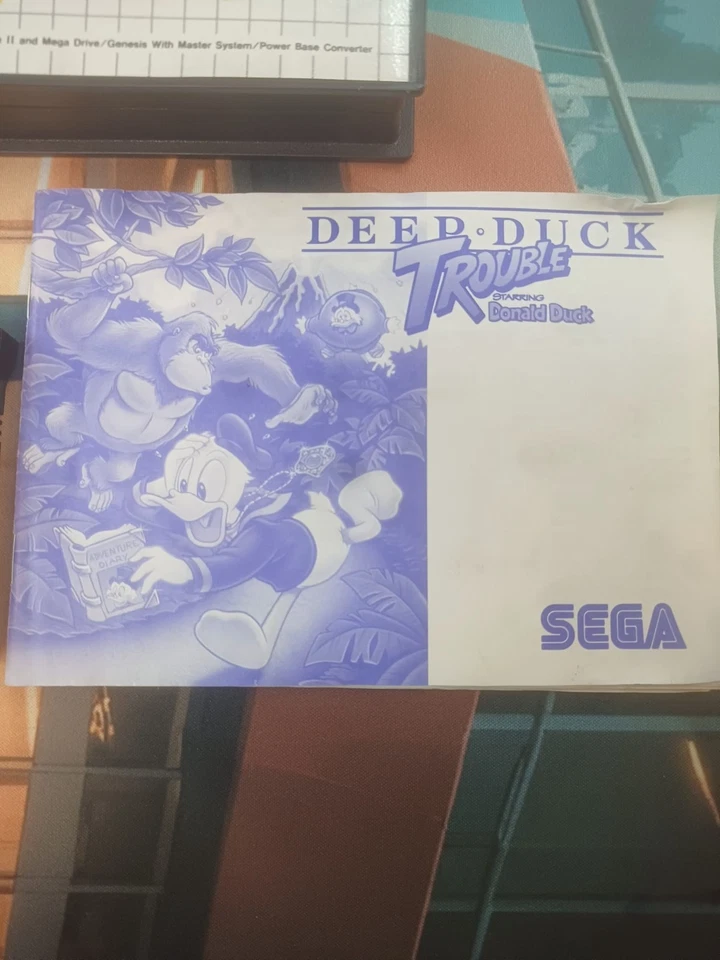 II and Mega Drive/Genesis With Master System/Power Base Converter
DEEP·DUCK
TROUBLE
STARRING
Donald Duck
ADVENTURE
DIARY
SEGA